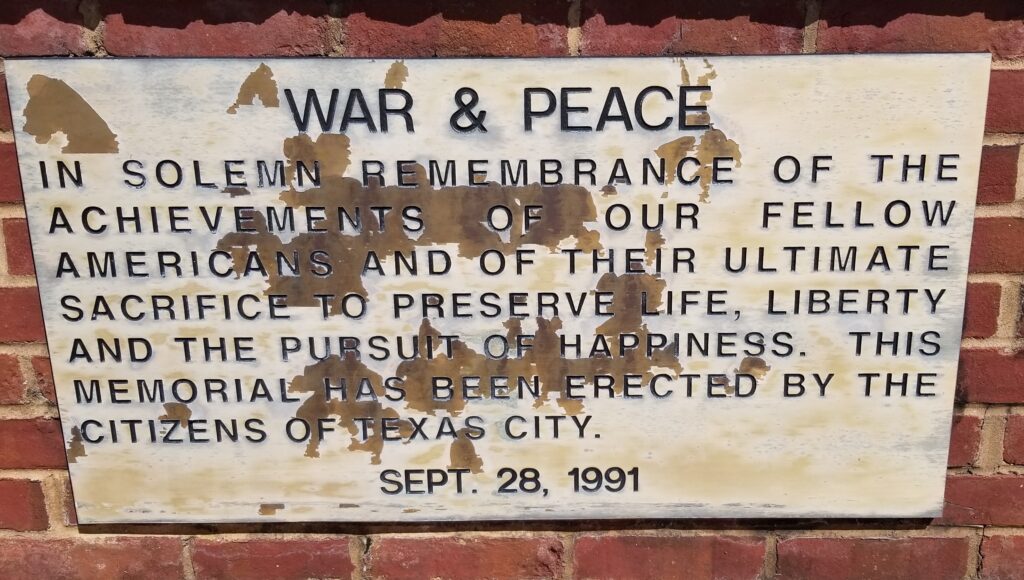 WAR & PEACE
IN SOLEMN REMEMBRANCE OF THE
ACHIEVEMENTS OF OUR FELLOW
AMERICANS AND OF THEIR ULTIMATE
SACRIFICE TO PRESERVE LIFE, LIBERTY
AND THE PURSUIT OF HAPPINESS. THIS
MEMORIAL HAS BEEN ERECTED BY THE
CITIZENS OF TEXAS CITY.
SEPT. 28, 1991